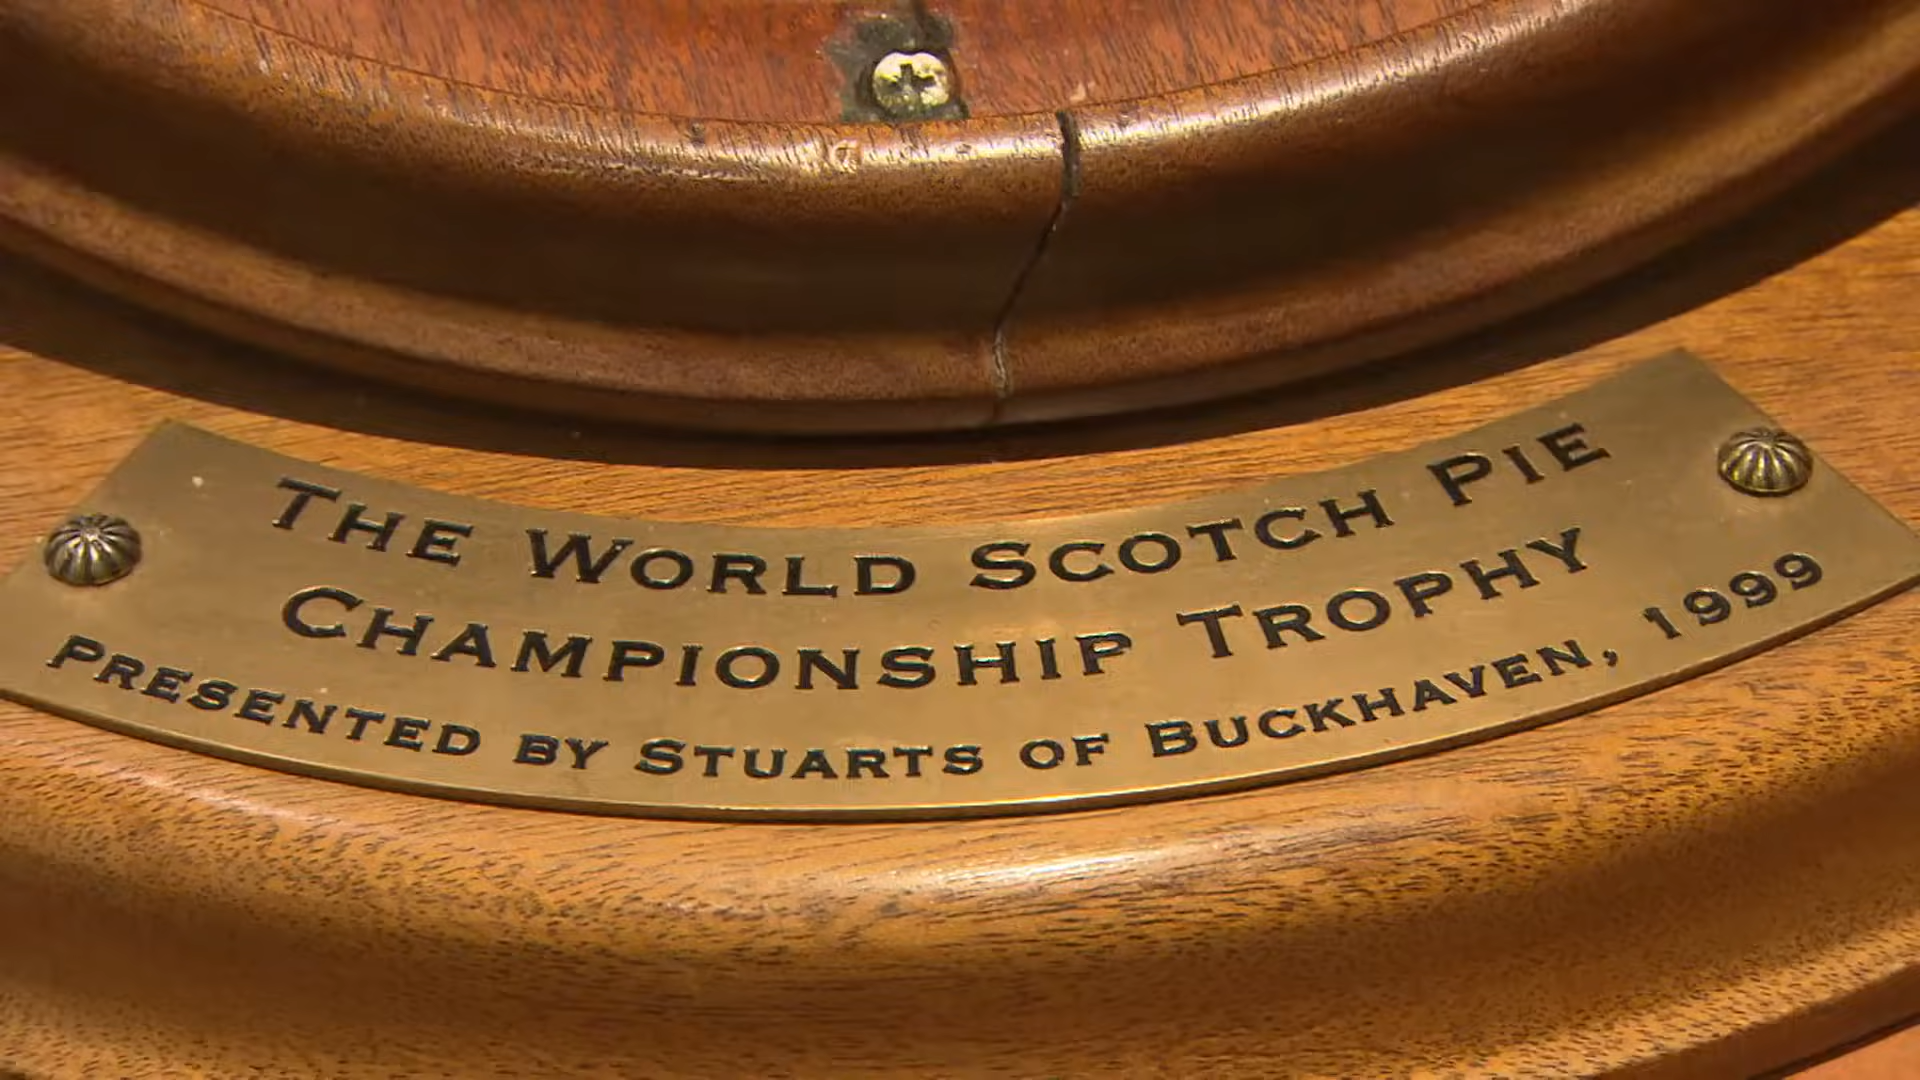 The World Scotch Pie
Championship Trophy
Presented by Stuarts of Buckhaven, 1999